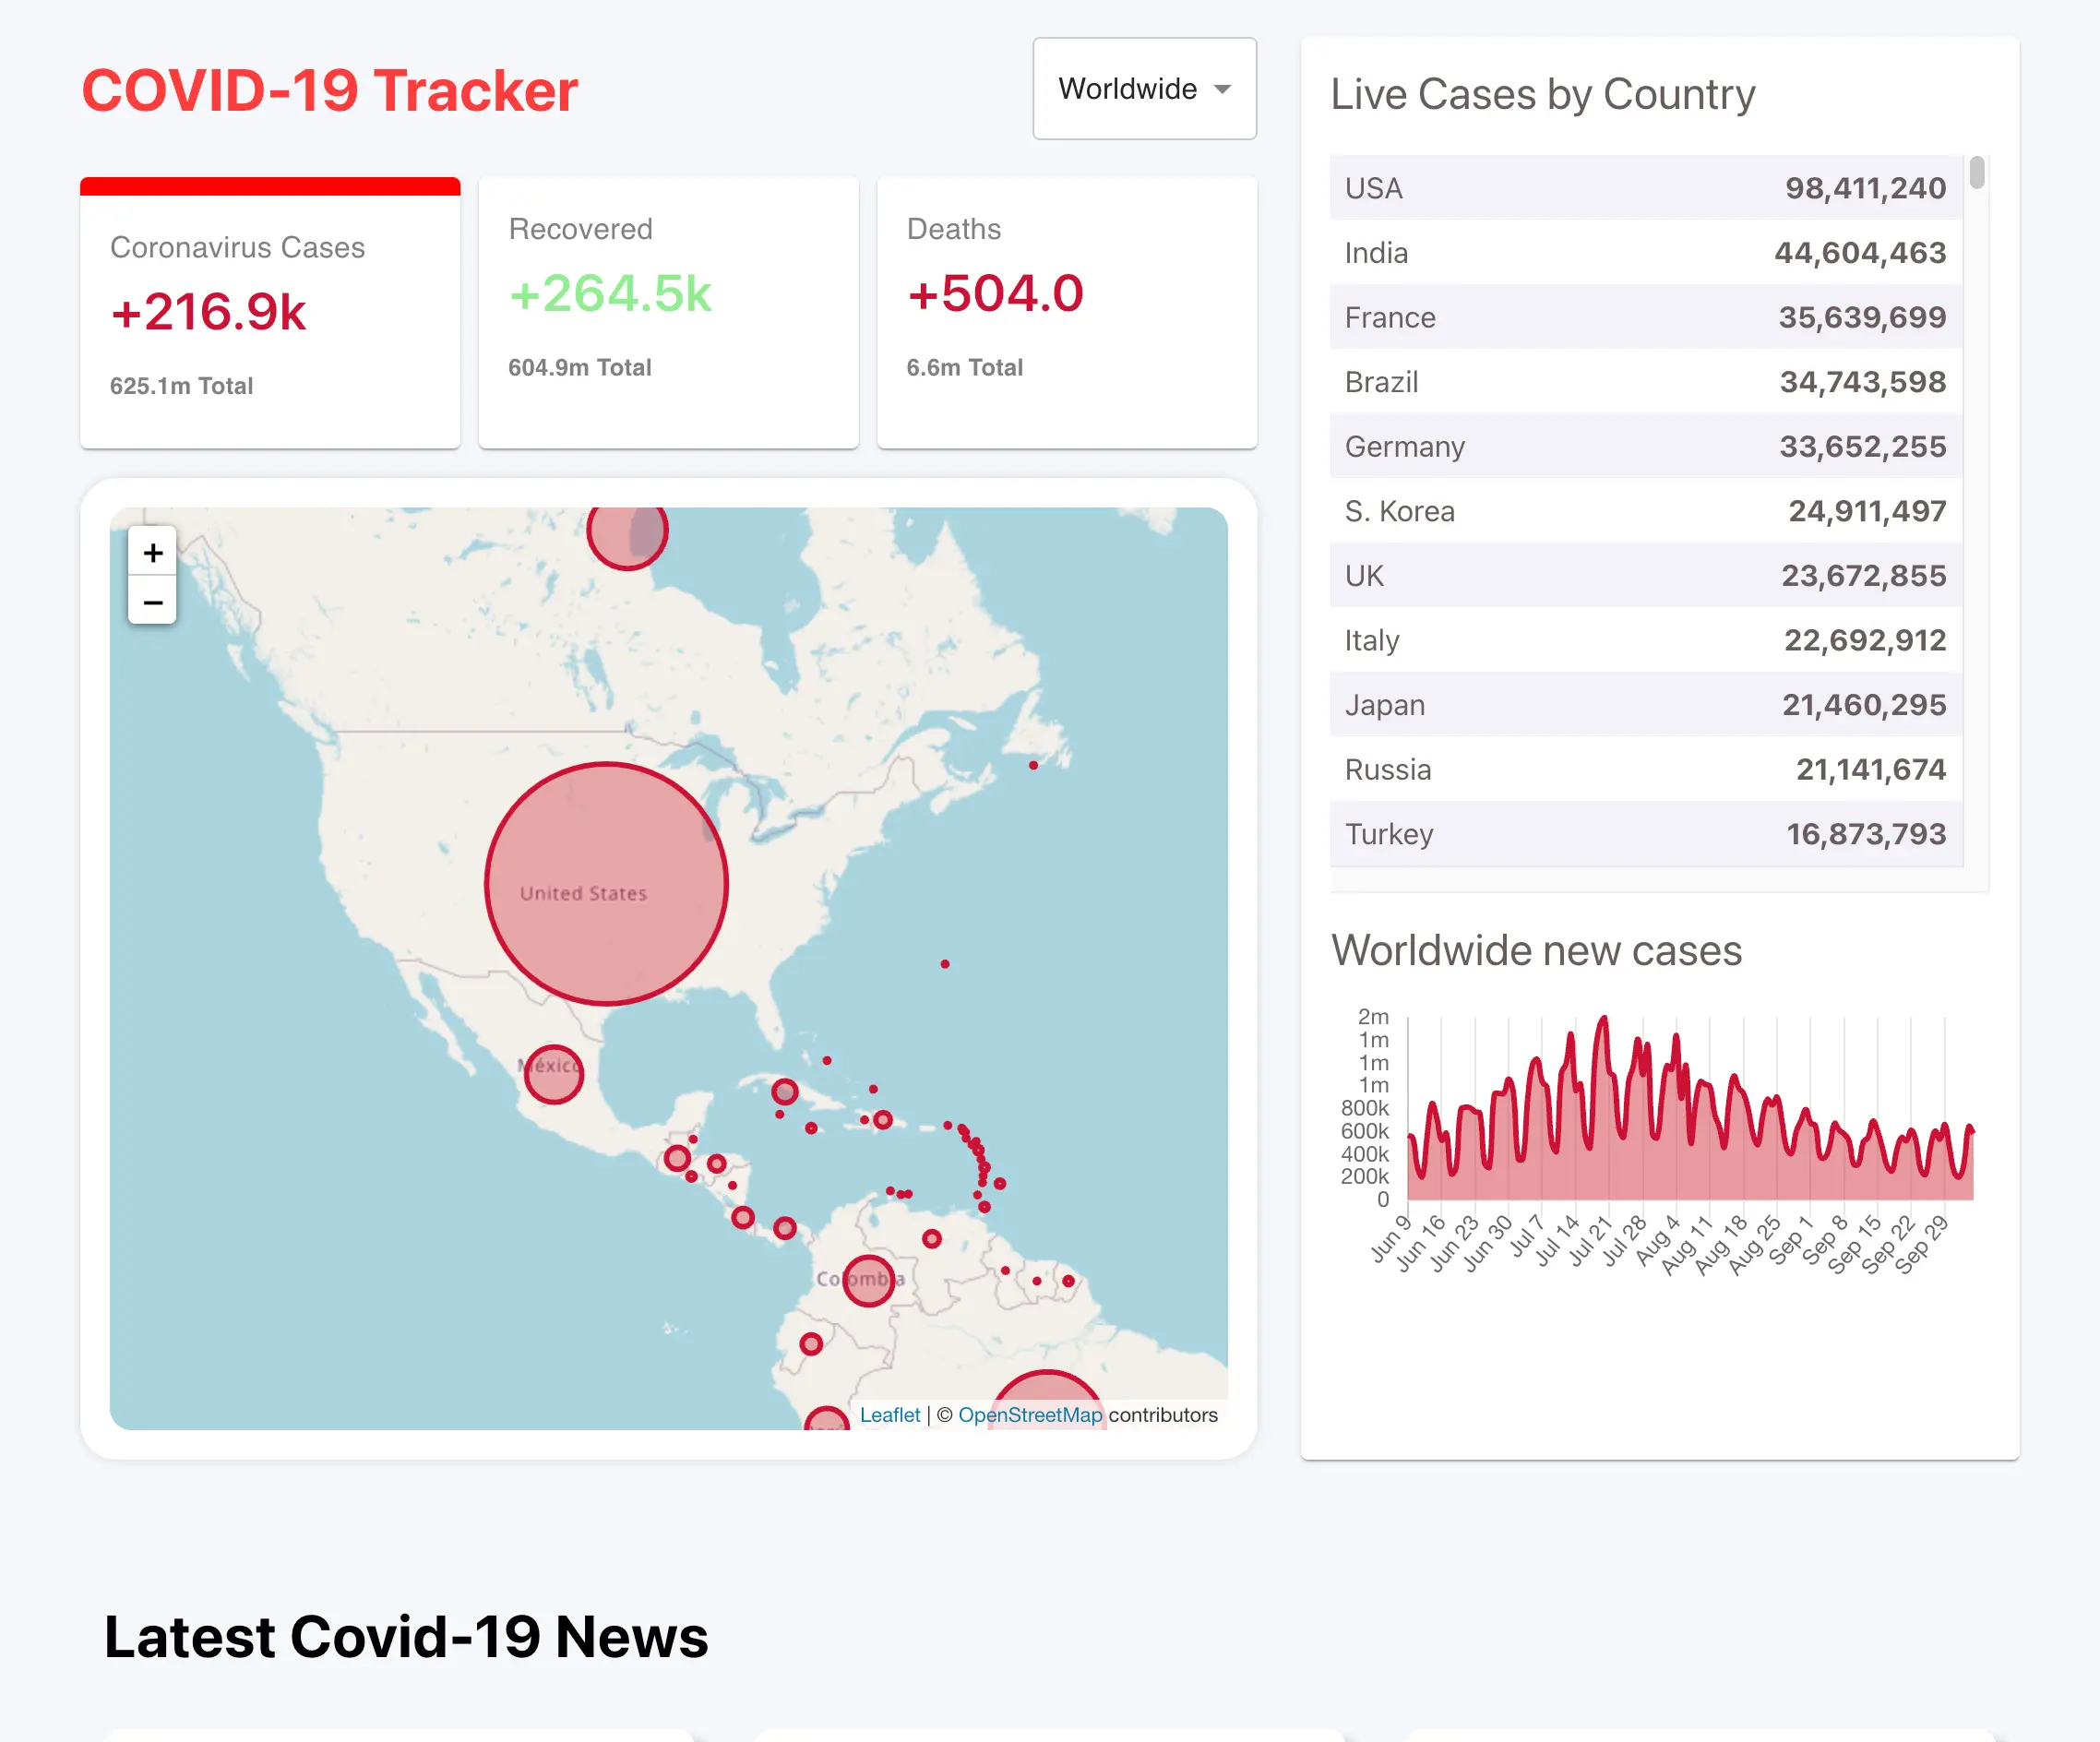 COVID-19 Tracker
Worldwide
Coronavirus Cases
+216.9k
625.1m Total
Recovered
+264.5k
604.9m Total
Deaths
+504.0
6.6m Total
+
−
United States
México
Colombia
Leaflet | © OpenStreetMap contributors
Live Cases by Country
USA 98,411,240
India 44,604,463
France 35,639,699
Brazil 34,743,598
Germany 33,652,255
S. Korea 24,911,497
UK 23,672,855
Italy 22,692,912
Japan 21,460,295
Russia 21,141,674
Turkey 16,873,793
Worldwide new cases
2m
1m
1m
1m
800k
600k
400k
200k
0
Jun 9
Jun 16
Jun 23
Jun 30
Jul 7
Jul 14
Jul 21
Jul 28
Aug 4
Aug 11
Aug 18
Aug 25
Sep 1
Sep 8
Sep 15
Sep 22
Sep 29
Latest Covid-19 News